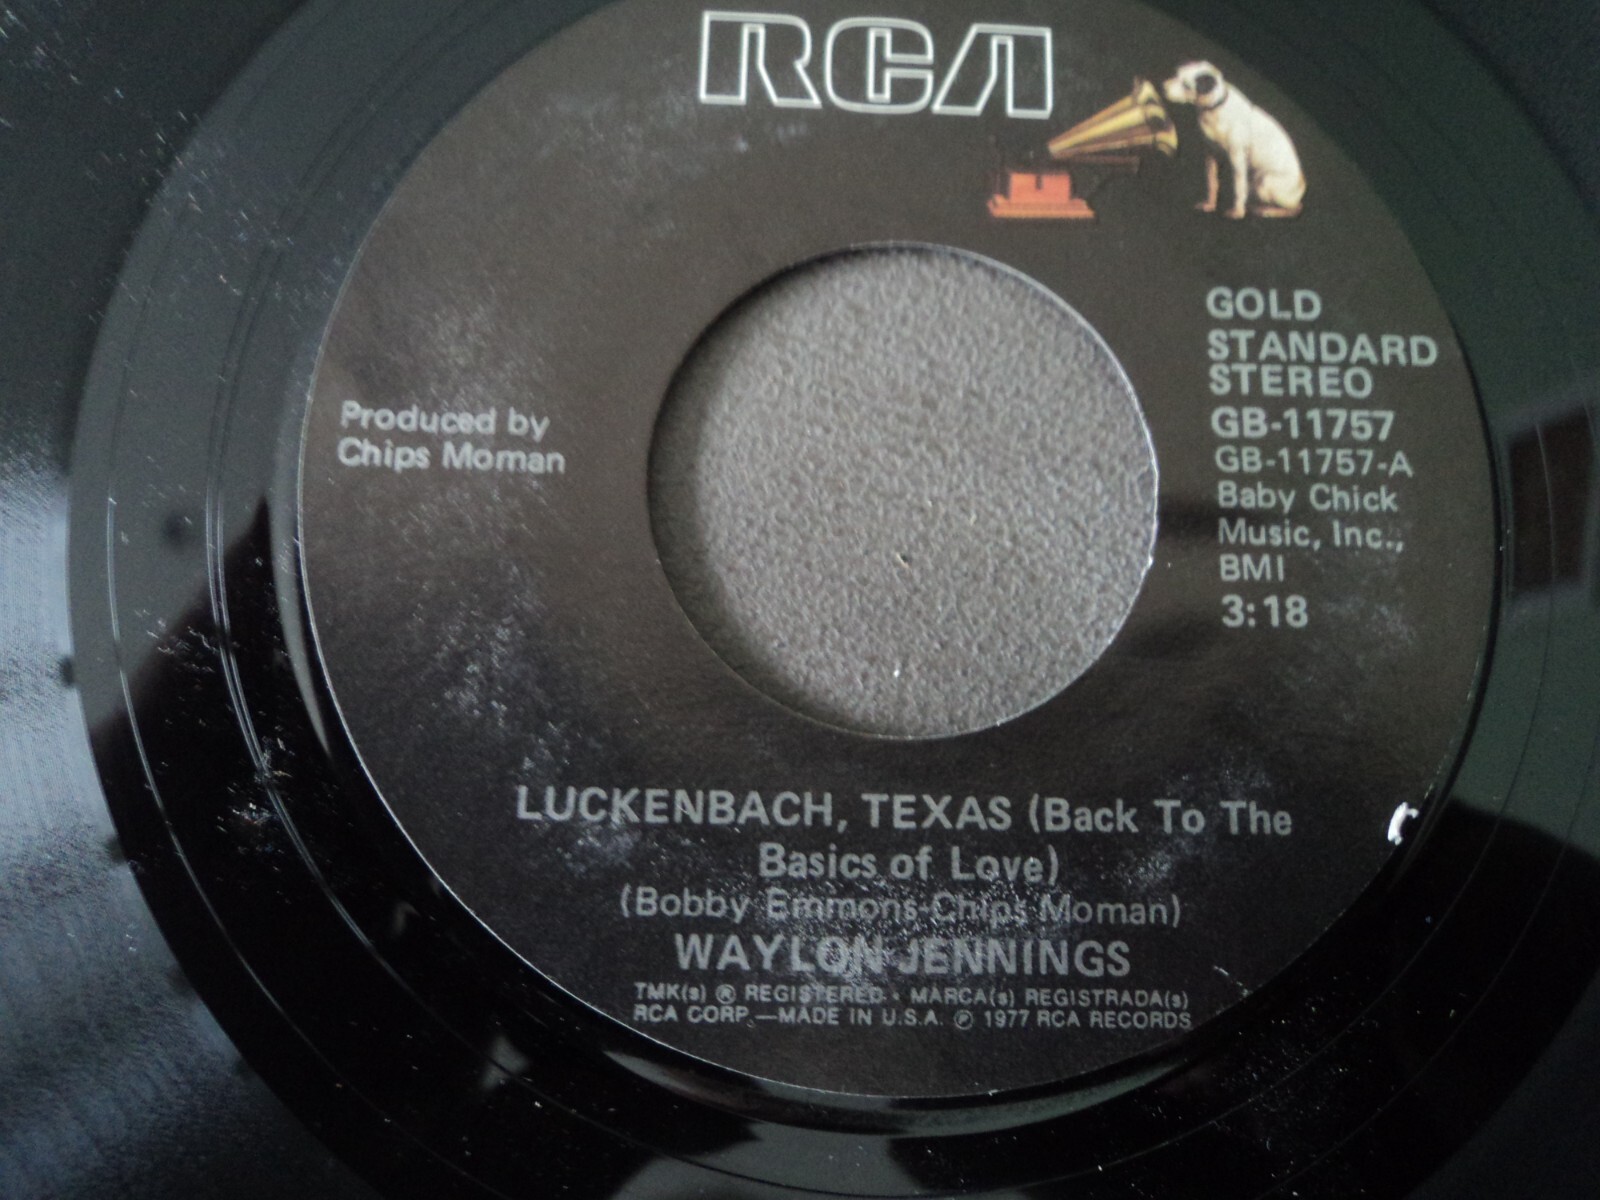 RCA
GOLD
STANDARD
STEREO
GB-11757
GB-11757-A
Baby Chick
Music, Inc.,
BMI
3:18
Produced by
Chips Moman
LUCKENBACH, TEXAS (Back To The
Basics of Love)
(Bobby Emmons-Chips Moman)
WAYLON JENNINGS
TMK(s) ® REGISTERED • MARCA(s) REGISTRADA(s)
RCA CORP.—MADE IN U.S.A. ℗ 1977 RCA RECORDS